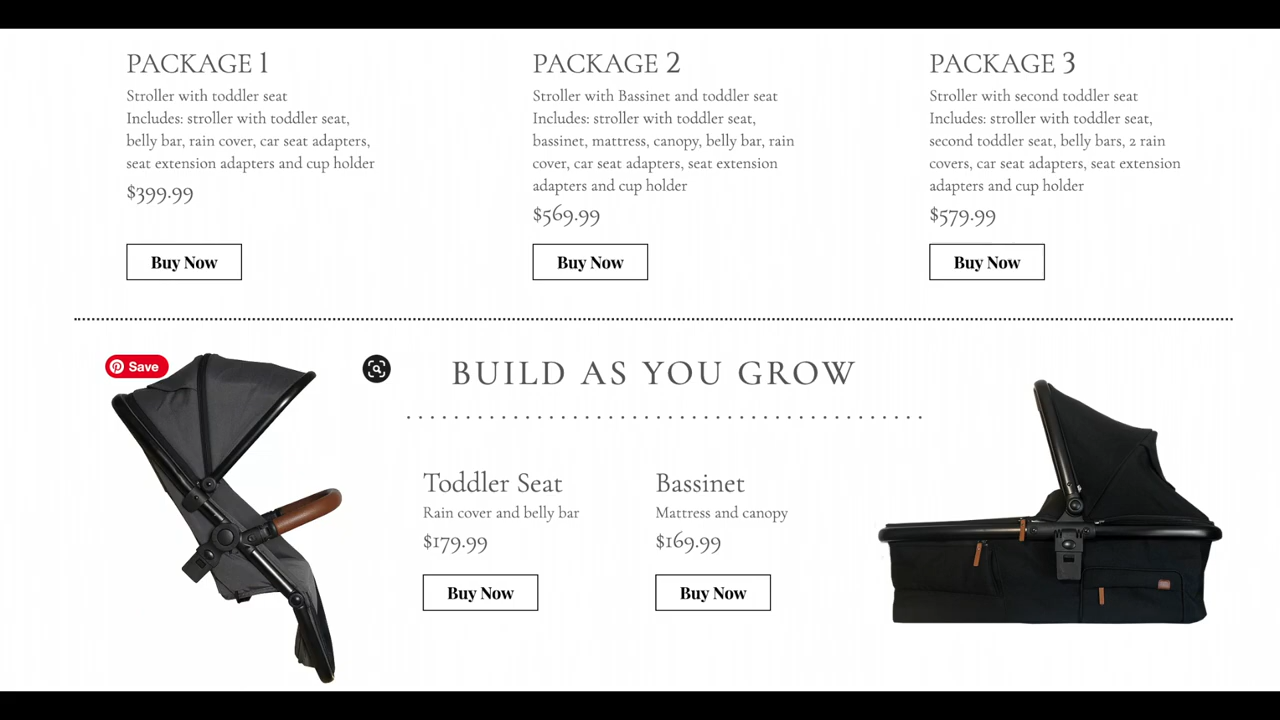 PACKAGE 1
Stroller with toddler seat
Includes: stroller with toddler seat,
belly bar, rain cover, car seat adapters,
seat extension adapters and cup holder
$399.99
Buy Now
PACKAGE 2
Stroller with Bassinet and toddler seat
Includes: stroller with toddler seat,
bassinet, mattress, canopy, belly bar, rain
cover, car seat adapters, seat extension
adapters and cup holder
$569.99
Buy Now
PACKAGE 3
Stroller with second toddler seat
Includes: stroller with toddler seat,
second toddler seat, belly bars, 2 rain
covers, car seat adapters, seat extension
adapters and cup holder
$579.99
Buy Now
Save
BUILD AS YOU GROW
Toddler Seat
Rain cover and belly bar
$179.99
Buy Now
Bassinet
Mattress and canopy
$169.99
Buy Now